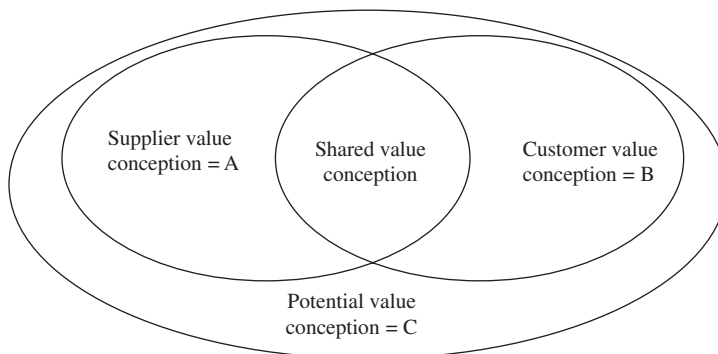 Supplier value
conception = A
Shared value
conception
Customer value
conception = B
Potential value
conception = C